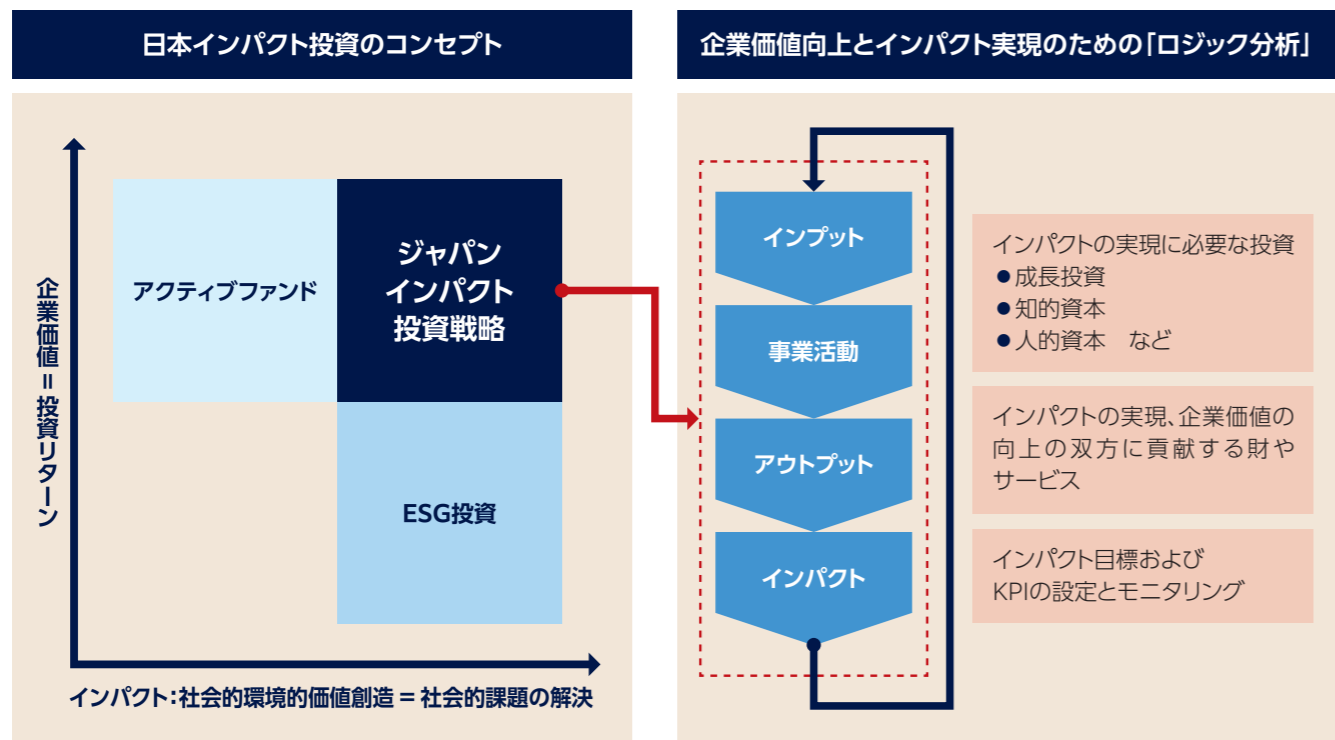 日本インパクト投資のコンセプト
企業価値＝投資リターン
アクティブファンド
ジャパン
インパクト
投資戦略
ESG投資
インパクト：社会的環境的価値創造＝社会的課題の解決
企業価値向上とインパクト実現のための「ロジック分析」
インプット
事業活動
アウトプット
インパクト
インパクトの実現に必要な投資
●成長投資
●知的資本
●人的資本　など
インパクトの実現、企業価値の
向上の双方に貢献する財や
サービス
インパクト目標および
KPIの設定とモニタリング